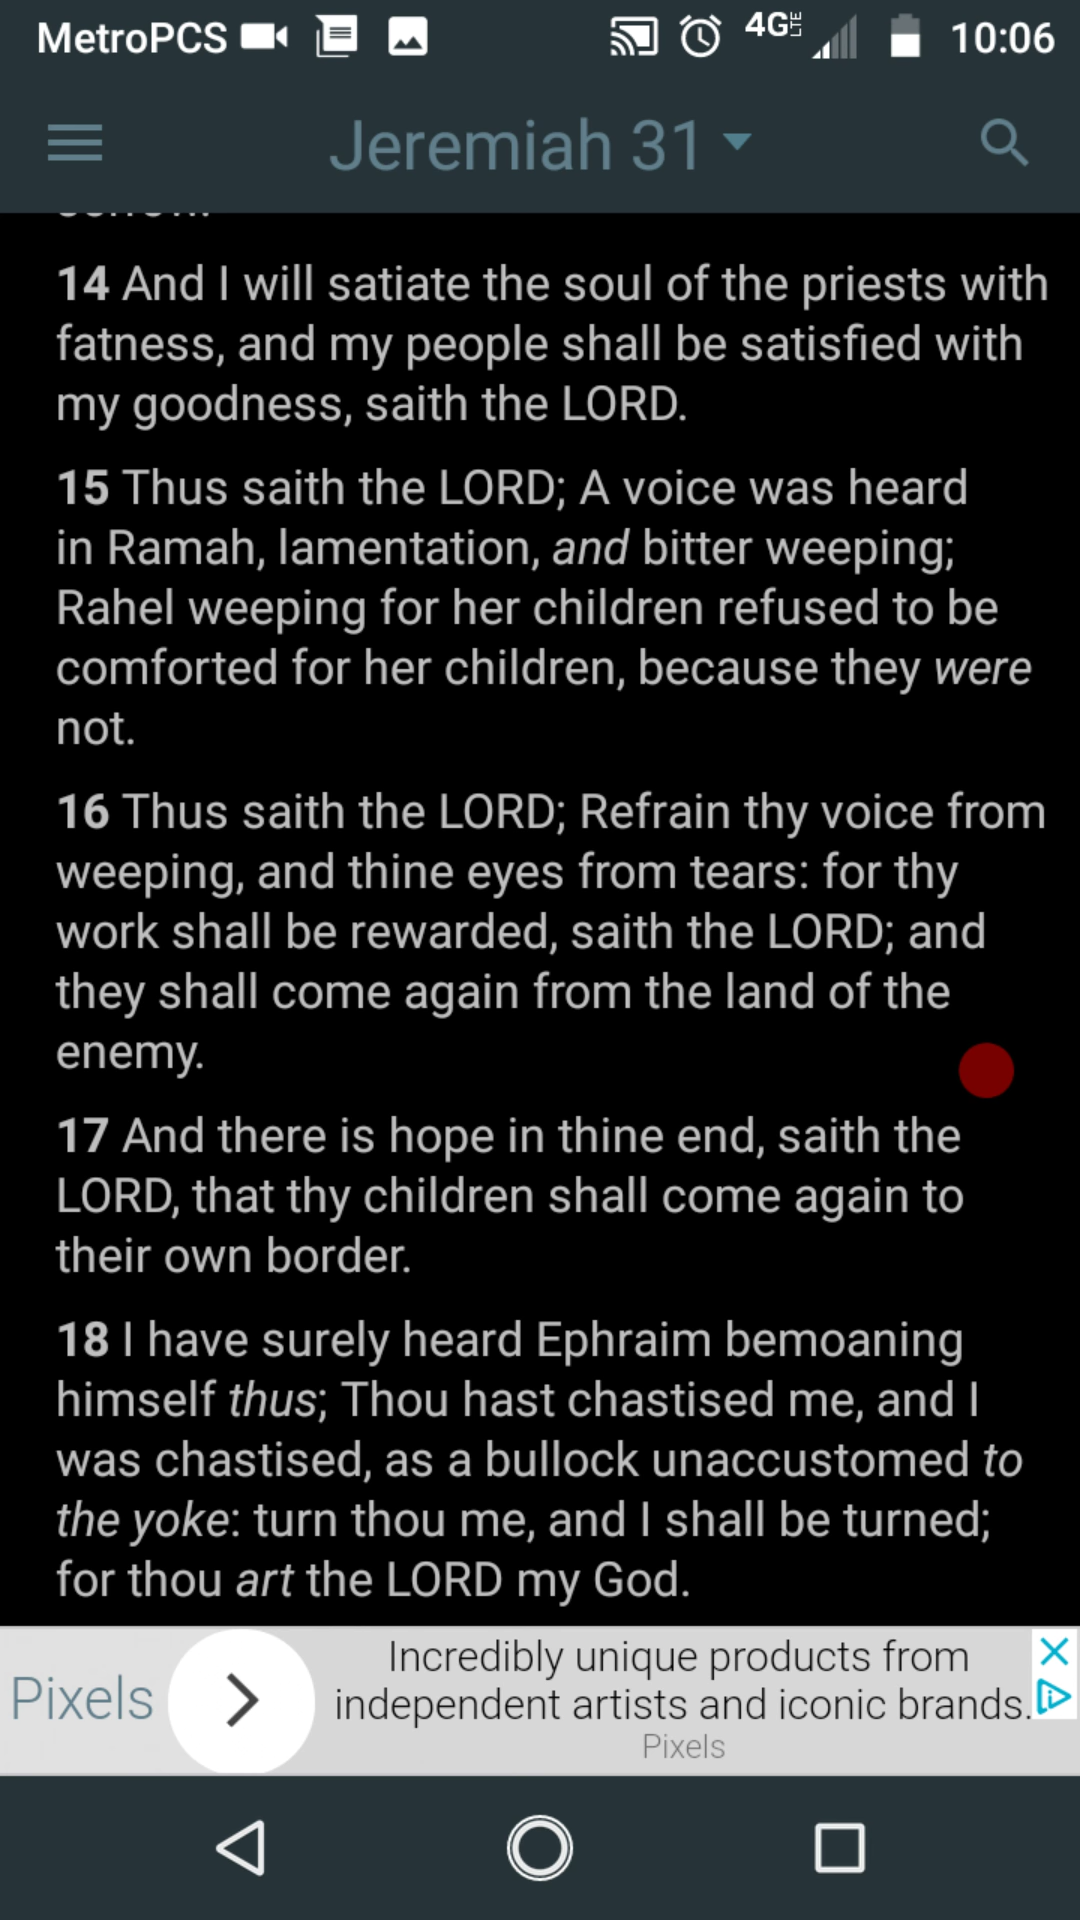 MetroPCS 4G LTE 10:06
Jeremiah 31
14 And I will satiate the soul of the priests with
fatness, and my people shall be satisfied with
my goodness, saith the LORD.
15 Thus saith the LORD; A voice was heard
in Ramah, lamentation, and bitter weeping;
Rahel weeping for her children refused to be
comforted for her children, because they were
not.
16 Thus saith the LORD; Refrain thy voice from
weeping, and thine eyes from tears: for thy
work shall be rewarded, saith the LORD; and
they shall come again from the land of the
enemy.
17 And there is hope in thine end, saith the
LORD, that thy children shall come again to
their own border.
18 I have surely heard Ephraim bemoaning
himself thus; Thou hast chastised me, and I
was chastised, as a bullock unaccustomed to
the yoke: turn thou me, and I shall be turned;
for thou art the LORD my God.
Pixels
Incredibly unique products from
independent artists and iconic brands.
Pixels